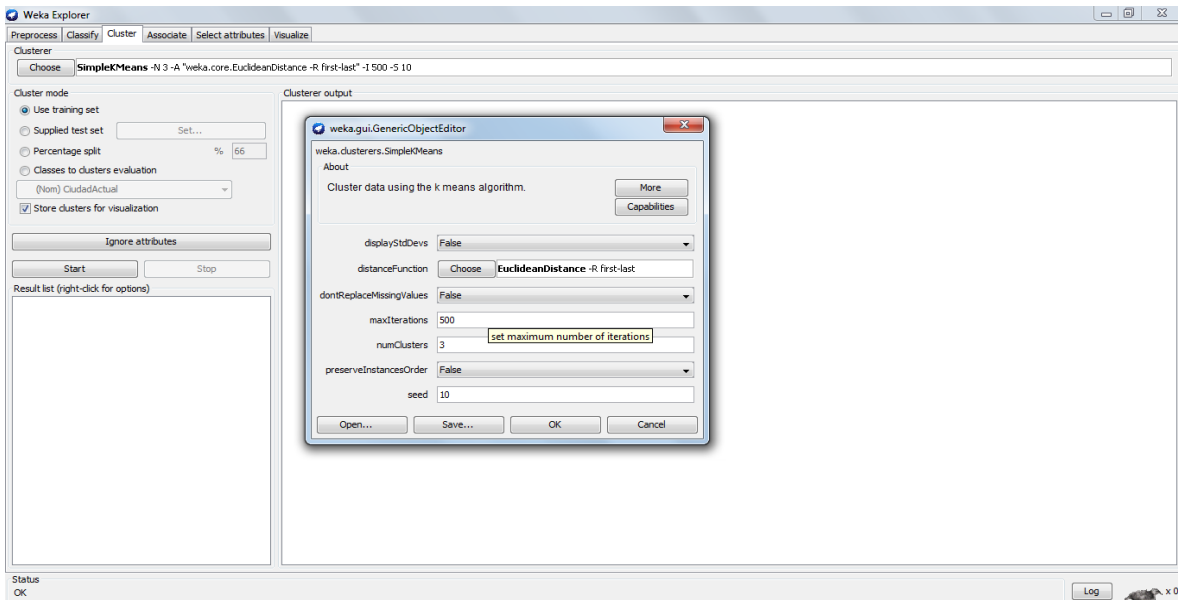 Weka Explorer
Preprocess Classify Cluster Associate Select attributes Visualize
Clusterer
Choose SimpleKMeans -N 3 -A "weka.core.EuclideanDistance -R first-last" -I 500 -S 10
Cluster mode
Use training set
Supplied test set Set...
Percentage split % 66
Classes to clusters evaluation
(Nom) CiudadActual
Store clusters for visualization
Ignore attributes
Start Stop
Result list (right-click for options)
Clusterer output
weka.gui.GenericObjectEditor
weka.clusterers.SimpleKMeans
About
Cluster data using the k means algorithm.
More
Capabilities
displayStdDevs False
distanceFunction Choose EuclideanDistance -R first-last
dontReplaceMissingValues False
maxIterations 500
set maximum number of iterations
numClusters 3
preserveInstancesOrder False
seed 10
Open... Save... OK Cancel
Status
OK
Log x 0